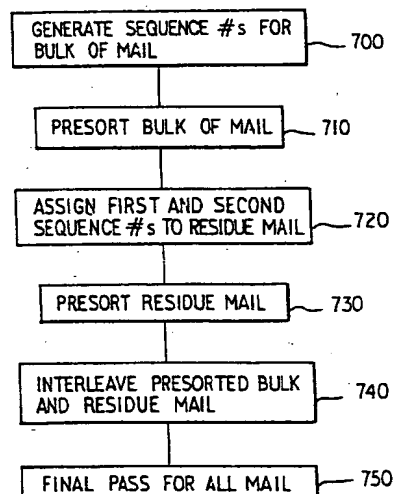 GENERATE SEQUENCE #s FOR
BULK OF MAIL
700
PRESORT BULK OF MAIL
710
ASSIGN FIRST AND SECOND
SEQUENCE #s TO RESIDUE MAIL
720
PRESORT RESIDUE MAIL
730
INTERLEAVE PRESORTED BULK
AND RESIDUE MAIL
740
FINAL PASS FOR ALL MAIL
750